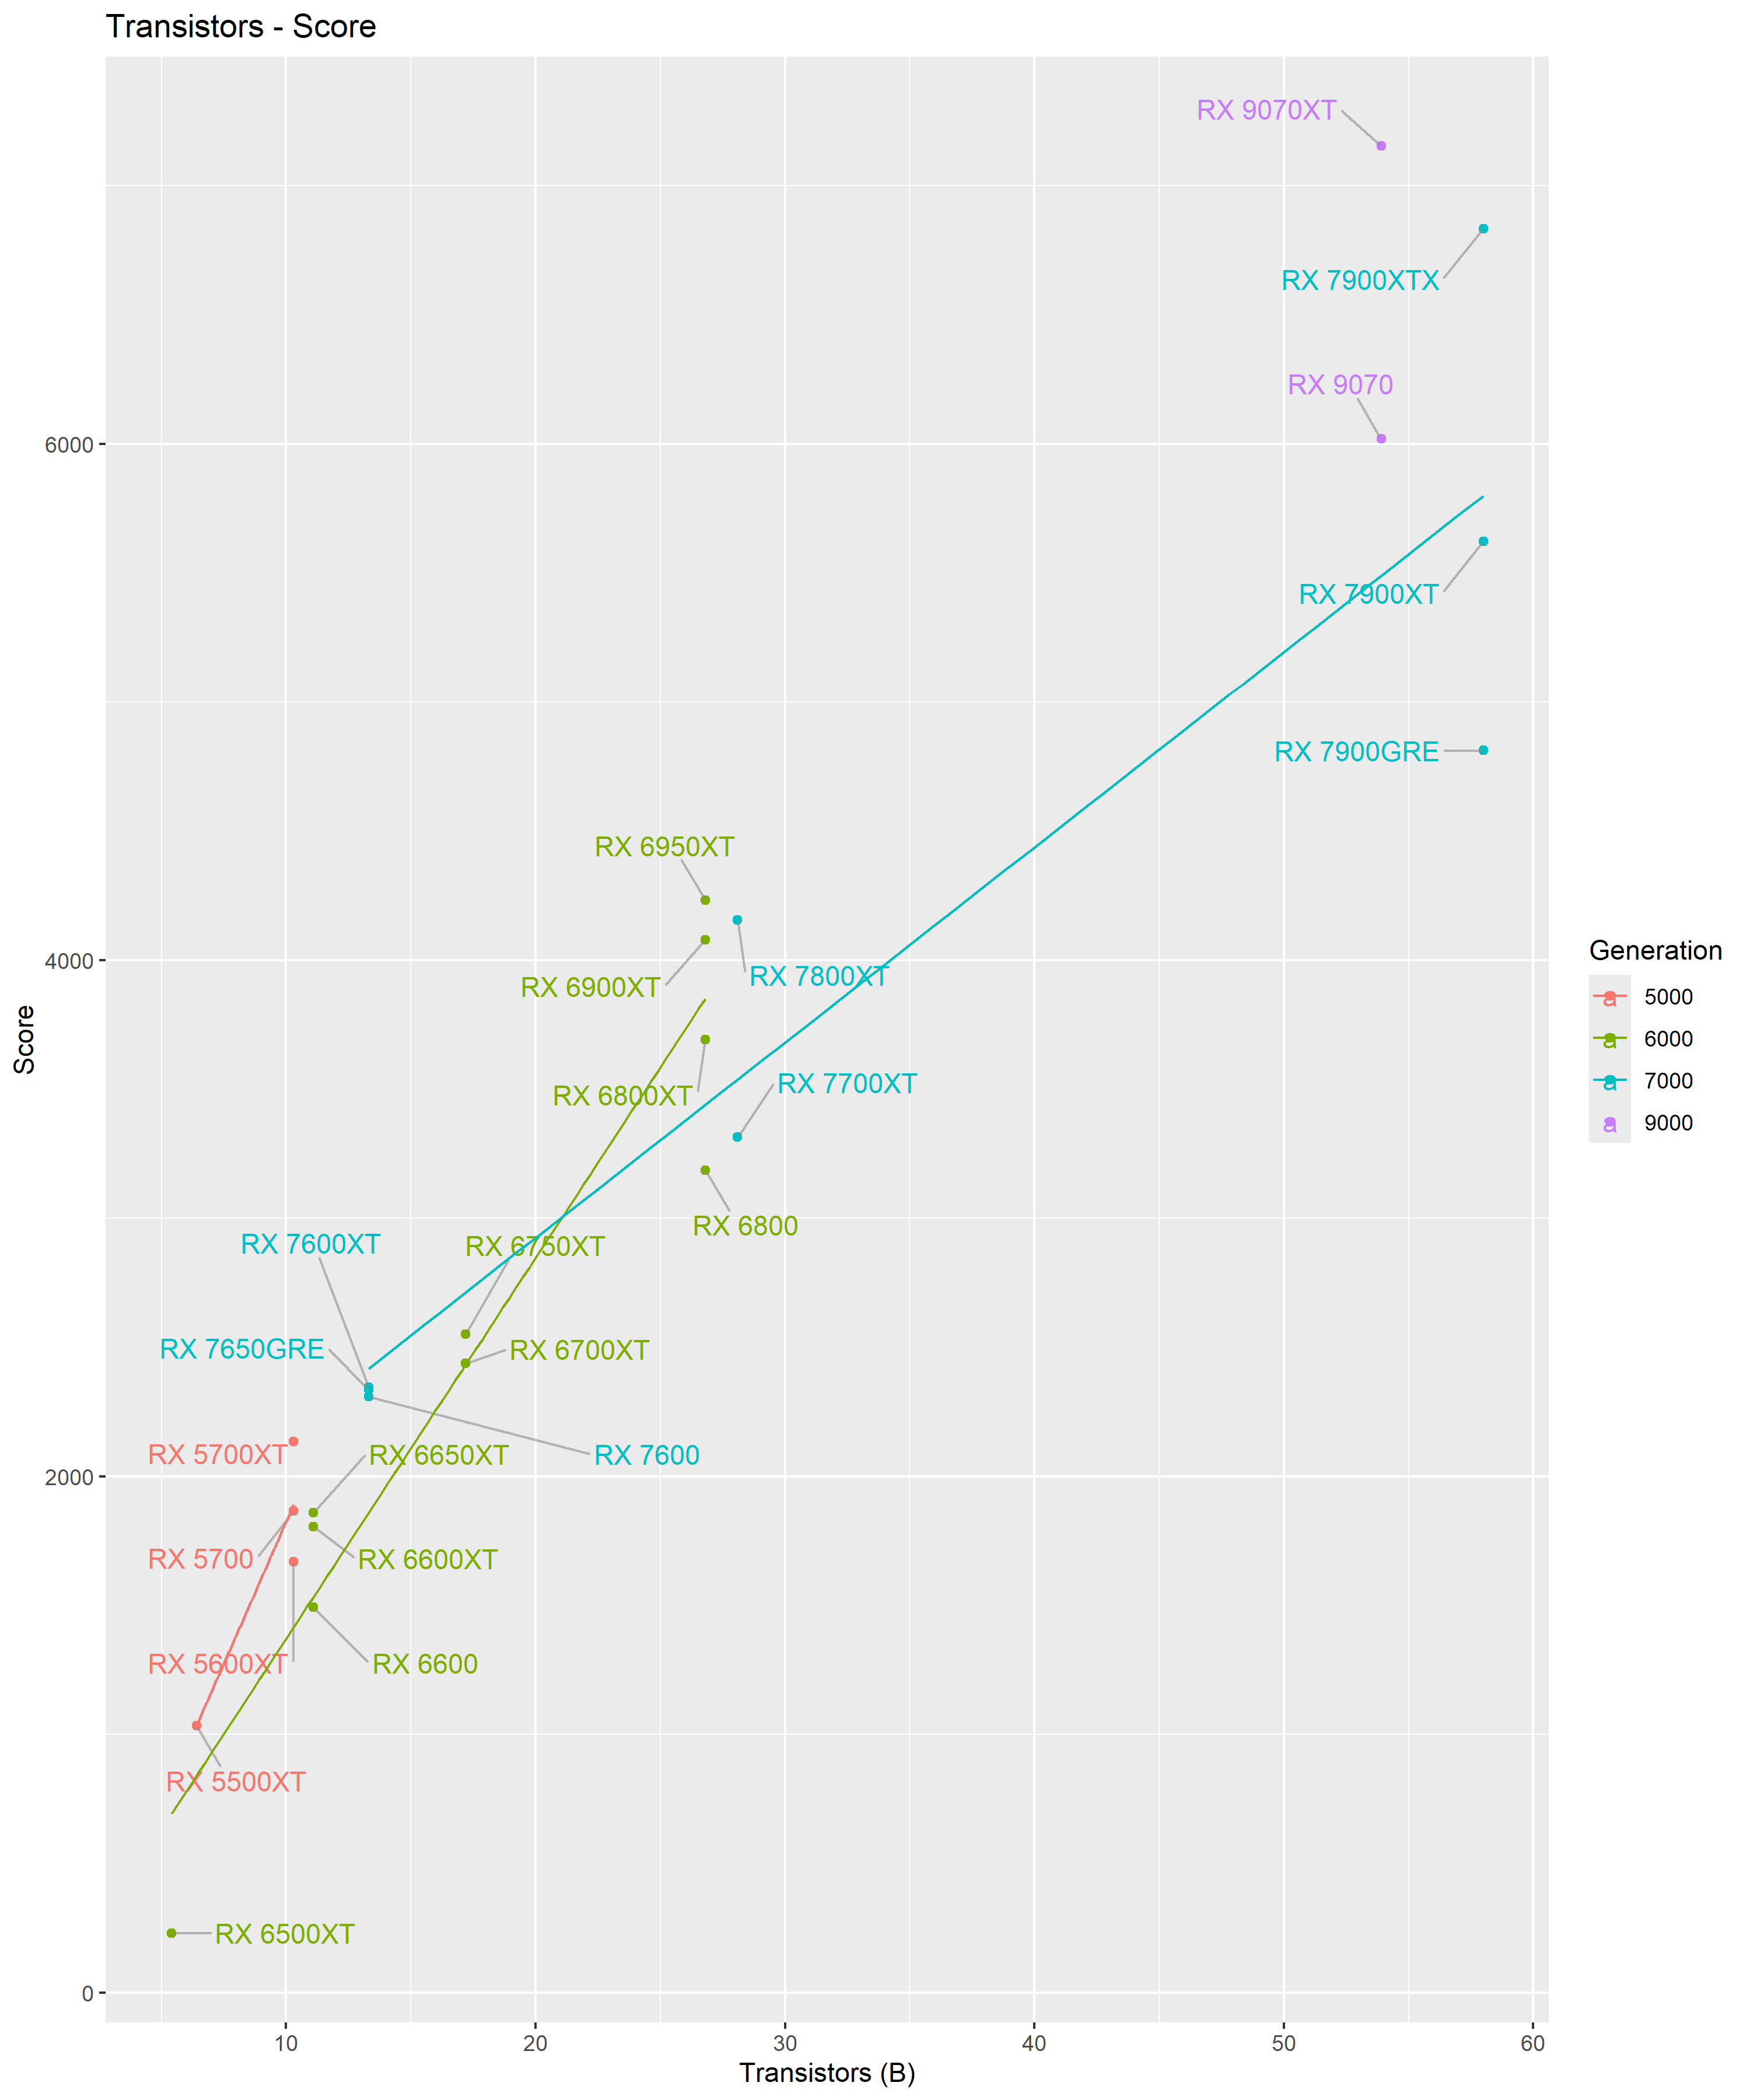 Transistors - Score
RX 9070XT
RX 7900XTX
RX 9070
6000
RX 7900XT
RX 7900GRE
RX 6950XT
4000
RX 7800XT
RX 6900XT
RX 7700XT
RX 6800XT
RX 6800
RX 7600XT
RX 6750XT
RX 7650GRE
RX 6700XT
RX 5700XT
RX 6650XT
RX 7600
2000
RX 5700
RX 6600XT
RX 5600XT
RX 6600
RX 5500XT
RX 6500XT
0
10 20 30 40 50 60
Transistors (B)
Score
Generation
a 5000
a 6000
a 7000
a 9000